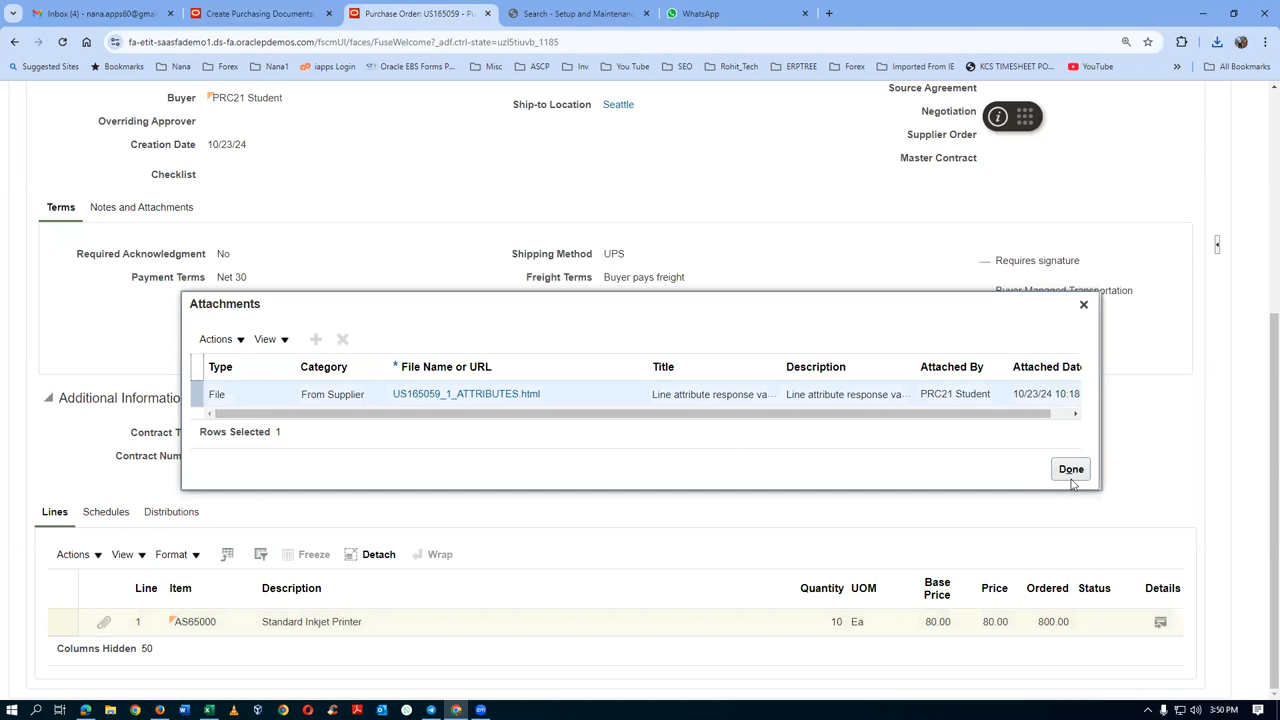 Inbox (4) - nana.apps60@gmail
Create Purchasing Documents:
Purchase Order: US165059 - Pu
Search - Setup and Maintenanc
WhatsApp
fa-etit-saasfademo1.ds-fa.oraclepdemos.com/fscmUI/faces/FuseWelcome?_adf.ctrl-state=uzl5tiuvb_1185
Suggested Sites
Bookmarks
Nana
Forex
Nana1
iapps Login
Oracle EBS Forms P...
Misc
ASCP
Inv
You Tube
SEO
Rohit_Tech
ERPTREE
Forex
Imported From IE
KCS TIMESHEET PO...
YouTube
»
All Bookmarks
Buyer PRC21 Student
Overriding Approver
Creation Date 10/23/24
Checklist
Ship-to Location Seattle
Source Agreement
Negotiation
Supplier Order
Master Contract
Terms Notes and Attachments
Required Acknowledgment No
Payment Terms Net 30
Shipping Method UPS
Freight Terms Buyer pays freight
Requires signature
Buyer Managed Transportation
Attachments
Actions View
Type Category * File Name or URL Title Description Attached By Attached Date
File From Supplier US165059_1_ATTRIBUTES.html Line attribute response va... Line attribute response va... PRC21 Student 10/23/24 10:18
Rows Selected 1
Done
Additional Informatio
Contract T
Contract Num
Lines Schedules Distributions
Actions View Format Freeze Detach Wrap
Line Item Description Quantity UOM Base Price Price Ordered Status Details
1 AS65000 Standard Inkjet Printer 10 Ea 80.00 80.00 800.00
Columns Hidden 50
3:50 PM